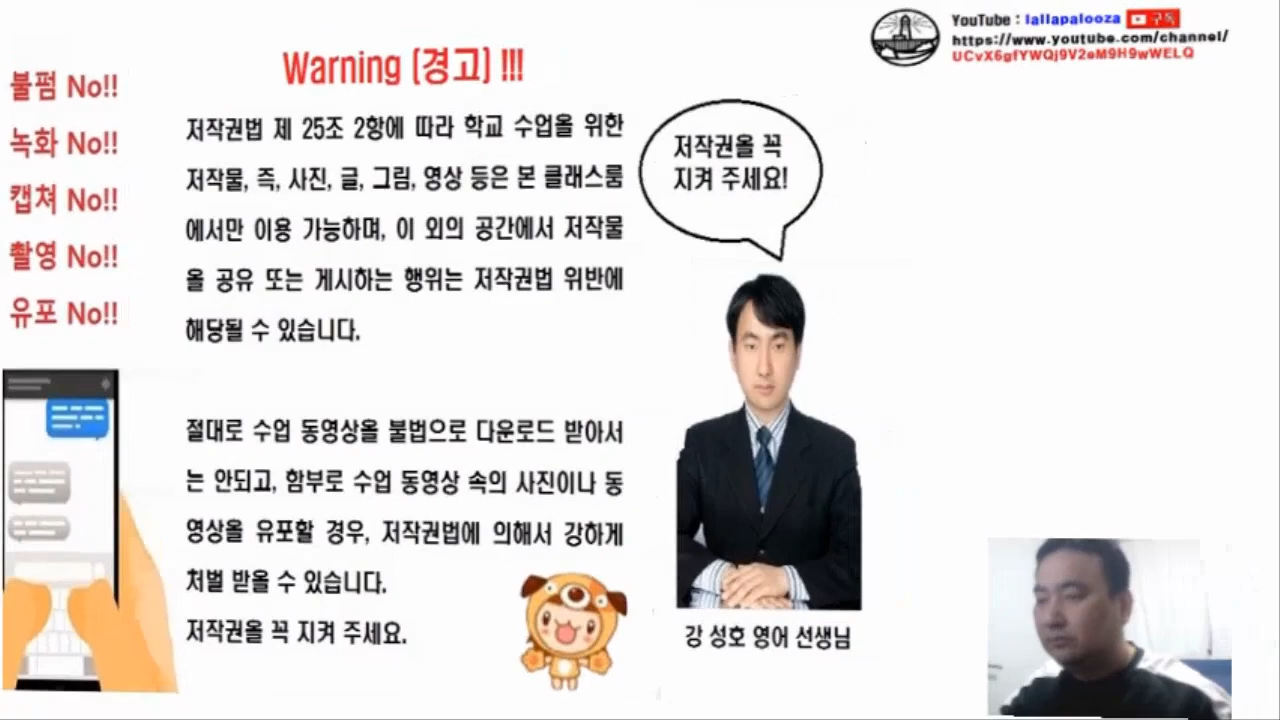 YouTube : lallapalooza 구독
https://www.youtube.com/channel/
UCvX6gfYWQj9V2eM9H9wWELQ
Warning (경고) !!!
불펌 No!!
녹화 No!!
캡쳐 No!!
촬영 No!!
유포 No!!
저작권법 제 25조 2항에 따라 학교 수업을 위한
저작물, 즉, 사진, 글, 그림, 영상 등은 본 클래스룸
에서만 이용 가능하며, 이 외의 공간에서 저작물
을 공유 또는 게시하는 행위는 저작권법 위반에
해당될 수 있습니다.
절대로 수업 동영상을 불법으로 다운로드 받아서
는 안되고, 함부로 수업 동영상 속의 사진이나 동
영상을 유포할 경우, 저작권법에 의해서 강하게
처벌 받을 수 있습니다.
저작권을 꼭 지켜 주세요.
저작권을 꼭
지켜 주세요!
강 성호 영어 선생님